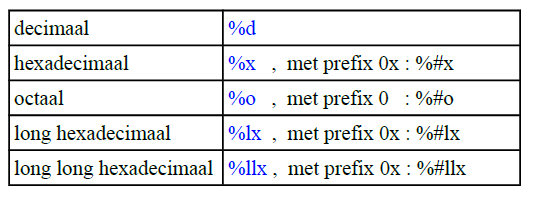 decimaal %d
hexadecimaal %x , met prefix 0x : %#x
octaal %o , met prefix 0 : %#o
long hexadecimaal %lx , met prefix 0x : %#lx
long long hexadecimaal %llx , met prefix 0x : %#llx